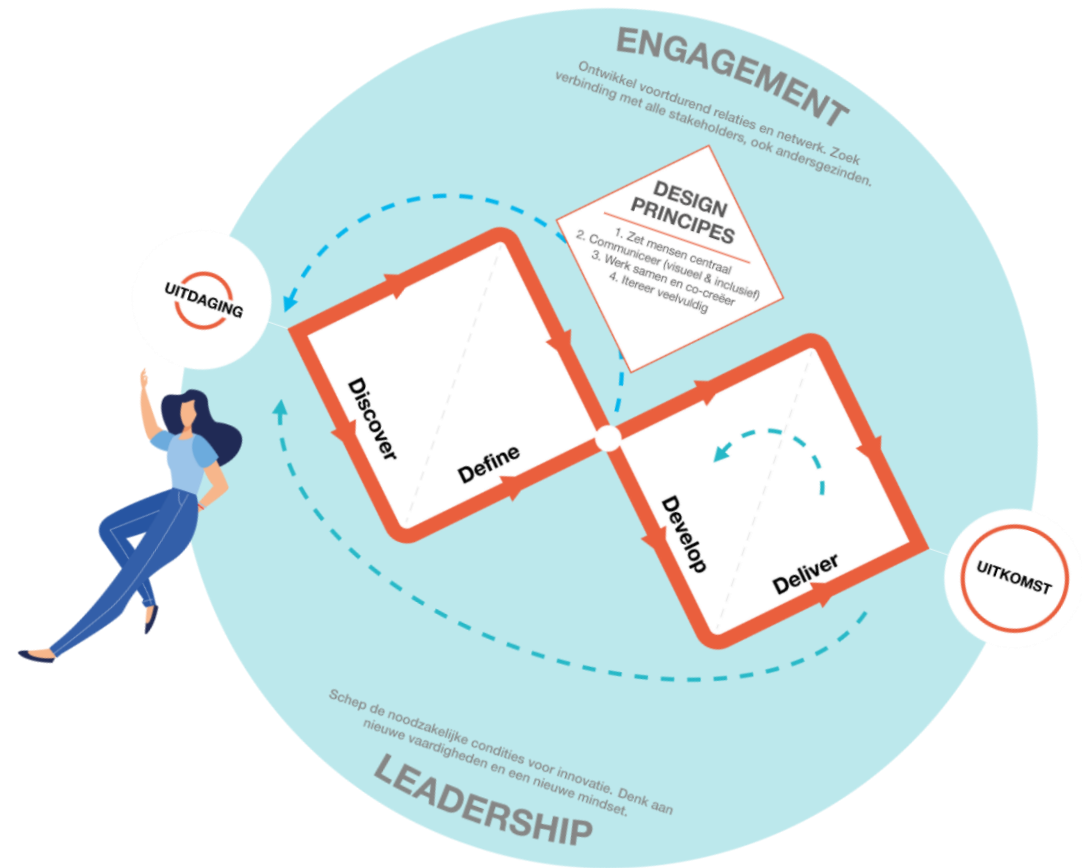 ENGAGEMENT
Ontwikkel voortdurend relaties en netwerk. Zoek
verbinding met alle stakeholders, ook andersgezinden.
DESIGN
PRINCIPES
1. Zet mensen centraal
2. Communiceer (visueel & inclusief)
3. Werk samen en co-creëer
4. Itereer veelvuldig
UITDAGING
Discover
Define
Develop
Deliver
UITKOMST
Schep de noodzakelijke condities voor innovatie. Denk aan
nieuwe vaardigheden en een nieuwe mindset.
LEADERSHIP